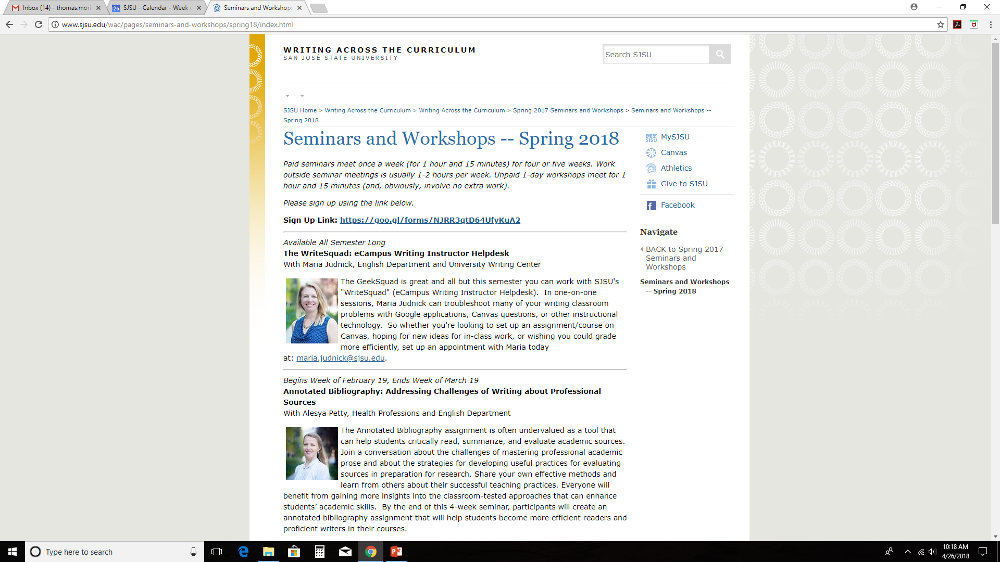 Inbox (14) - thomas.mori
SJSU - Calendar - Week o
Seminars and Workshops
www.sjsu.edu/wac/pages/seminars-and-workshops/spring18/index.html
WRITING ACROSS THE CURRICULUM
SAN JOSÉ STATE UNIVERSITY
Search SJSU
SJSU Home > Writing Across the Curriculum > Writing Across the Curriculum > Spring 2017 Seminars and Workshops > Seminars and Workshops --
Spring 2018
Seminars and Workshops -- Spring 2018
Paid seminars meet once a week (for 1 hour and 15 minutes) for four or five weeks. Work
outside seminar meetings is usually 1-2 hours per week. Unpaid 1-day workshops meet for 1
hour and 15 minutes (and, obviously, involve no extra work).
Please sign up using the link below.
Sign Up Link: https://goo.gl/forms/NJRR3qtD64UfyKuA2
Available All Semester Long
The WriteSquad: eCampus Writing Instructor Helpdesk
With Maria Judnick, English Department and University Writing Center
The GeekSquad is great and all but this semester you can work with SJSU's
"WriteSquad" (eCampus Writing Instructor Helpdesk).  In one-on-one
sessions, Maria Judnick can troubleshoot many of your writing classroom
problems with Google applications, Canvas questions, or other instructional
technology.  So whether you're looking to set up an assignment/course on
Canvas, hoping for new ideas for in-class work, or wishing you could grade
more efficiently, set up an appointment with Maria today
at: maria.judnick@sjsu.edu.
Begins Week of February 19, Ends Week of March 19
Annotated Bibliography: Addressing Challenges of Writing about Professional
Sources
With Alesya Petty, Health Professions and English Department
The Annotated Bibliography assignment is often undervalued as a tool that
can help students critically read, summarize, and evaluate academic sources.
Join a conversation about the challenges of mastering professional academic
prose and about the strategies for developing useful practices for evaluating
sources in preparation for research. Share your own effective methods and
learn from others about their successful teaching practices. Everyone will
benefit from gaining more insights into the classroom-tested approaches that can enhance
students’ academic skills.  By the end of this 4-week seminar, participants will create an
annotated bibliography assignment that will help students become more efficient readers and
proficient writers in their courses.
MY SJSU MySJSU
Canvas
Athletics
Give to SJSU
Facebook
Navigate
BACK to Spring 2017
Seminars and
Workshops
Seminars and Workshops
-- Spring 2018
Type here to search
10:18 AM
4/26/2018